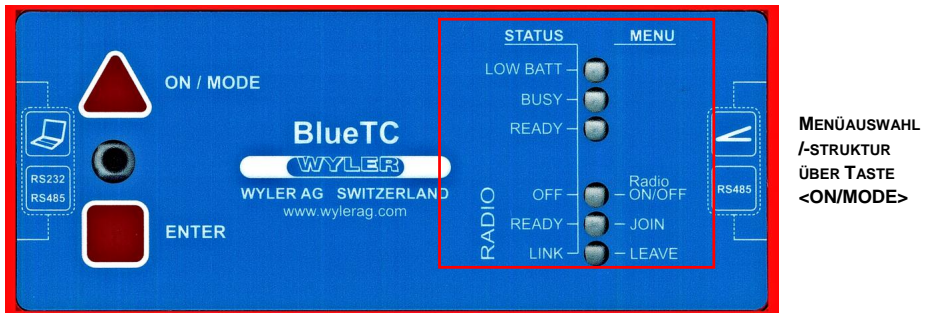 STATUS MENU
LOW BATT
BUSY
READY
ON / MODE
BlueTC
WYLER
WYLER AG SWITZERLAND
www.wylerag.com
RS232
RS485
ENTER
RADIO
OFF
Radio
ON/OFF
READY
JOIN
LINK
LEAVE
RS485
MENÜAUSWAHL
/-STRUKTUR
ÜBER TASTE
<ON/MODE>